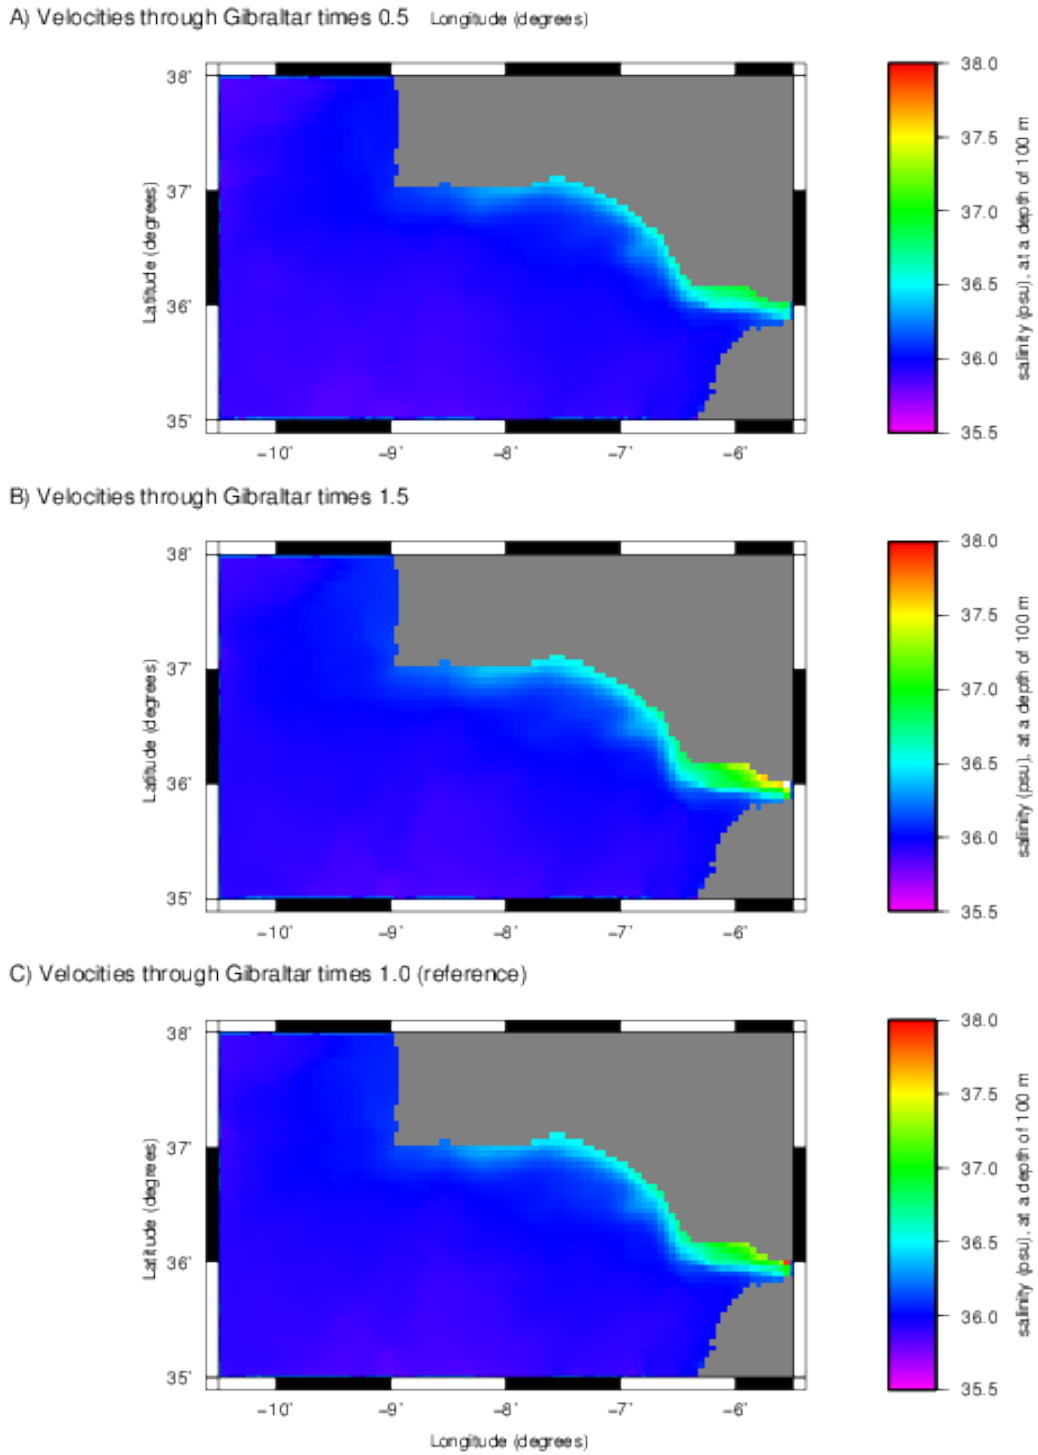 A) Velocities through Gibraltar times 0.5 Longitude (degrees)
38°
37°
36°
35°
Latitude (degrees)
−10° −9° −8° −7° −6°
38.0
37.5
37.0
36.5
36.0
35.5
salinity (psu), at a depth of 100 m
B) Velocities through Gibraltar times 1.5
38°
37°
36°
35°
Latitude (degrees)
−10° −9° −8° −7° −6°
38.0
37.5
37.0
36.5
36.0
35.5
salinity (psu), at a depth of 100 m
C) Velocities through Gibraltar times 1.0 (reference)
38°
37°
36°
35°
Latitude (degrees)
−10° −9° −8° −7° −6°
Longitude (degrees)
38.0
37.5
37.0
36.5
36.0
35.5
salinity (psu), at a depth of 100 m